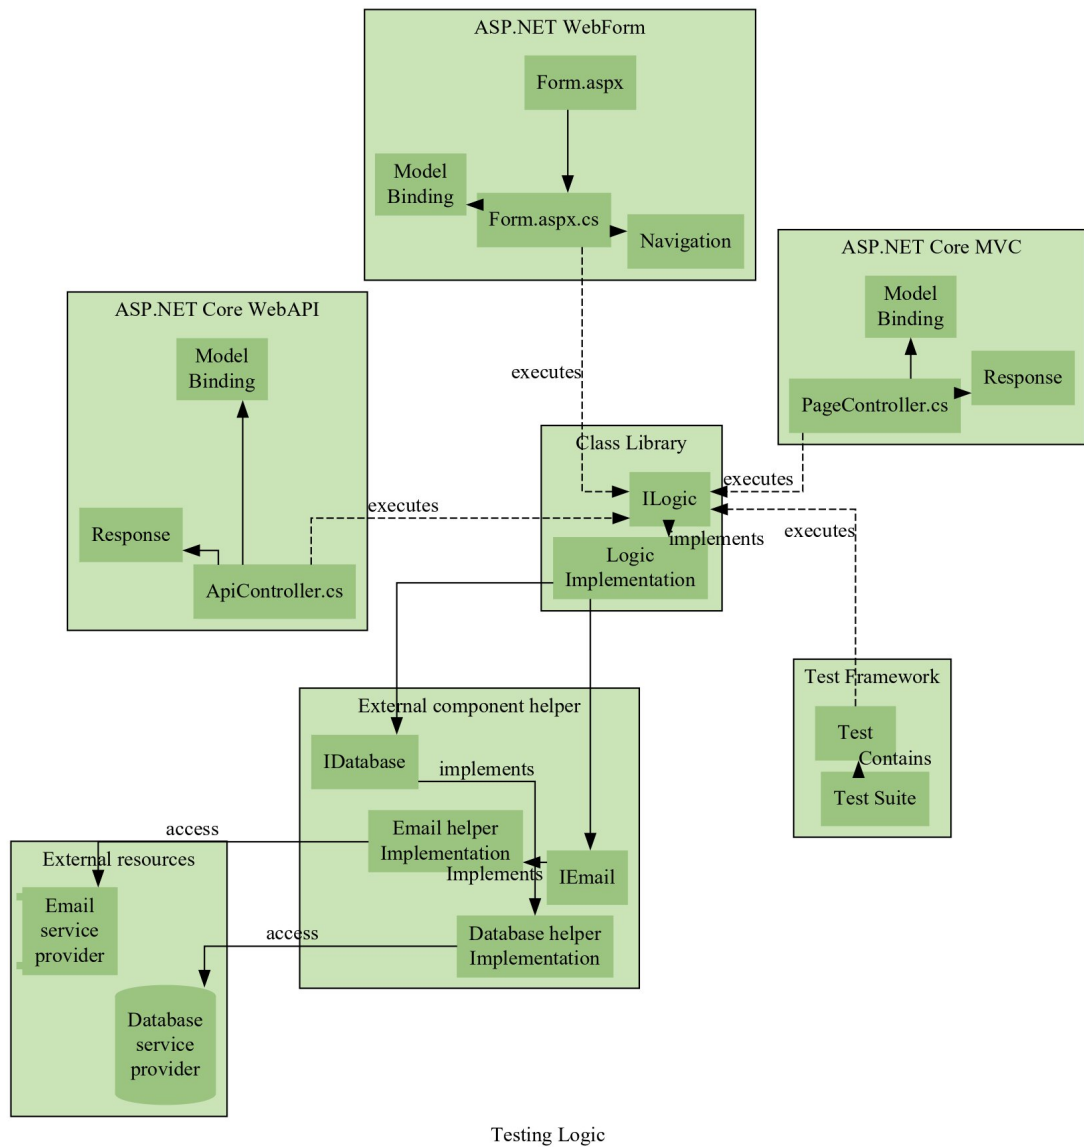 ASP.NET WebForm
Form.aspx
Model
Binding
Form.aspx.cs
Navigation
ASP.NET Core MVC
Model
Binding
Response
PageController.cs
ASP.NET Core WebAPI
Model
Binding
Response
ApiController.cs
executes
executes
executes
executes
Class Library
ILogic
implements
Logic
Implementation
Test Framework
Test
Contains
Test Suite
External component helper
IDatabase
implements
Email helper
Implementation
Implements
IEmail
Database helper
Implementation
access
access
External resources
Email
service
provider
Database
service
provider
Testing Logic